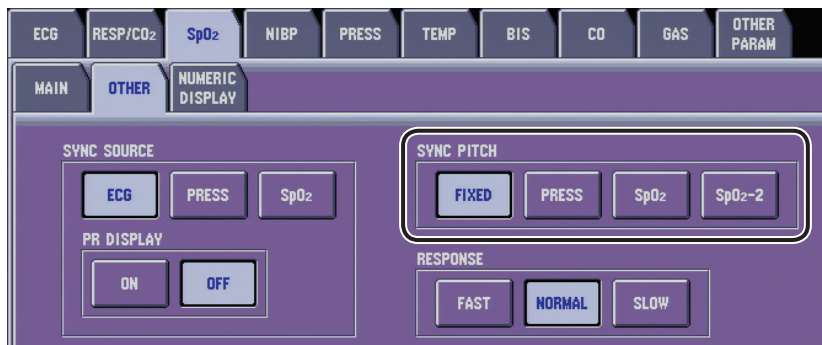 ECG RESP/CO2 SpO2 NIBP PRESS TEMP BIS CO GAS OTHER PARAM
MAIN OTHER NUMERIC DISPLAY
SYNC SOURCE
ECG PRESS SpO2
PR DISPLAY
ON OFF
SYNC PITCH
FIXED PRESS SpO2 SpO2-2
RESPONSE
FAST NORMAL SLOW